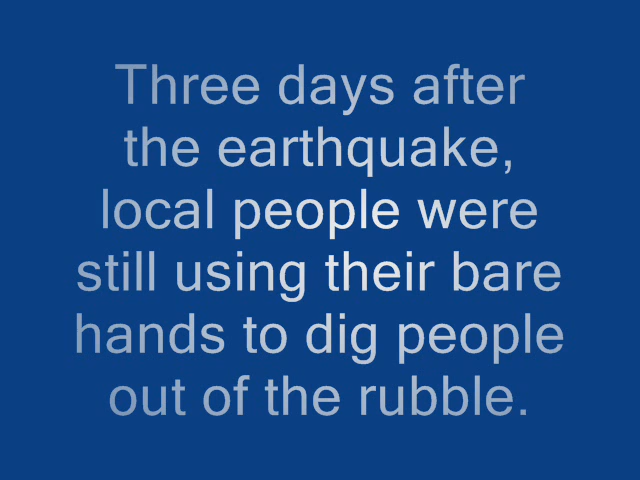 Three days after
the earthquake,
local people were
still using their bare
hands to dig people
out of the rubble.